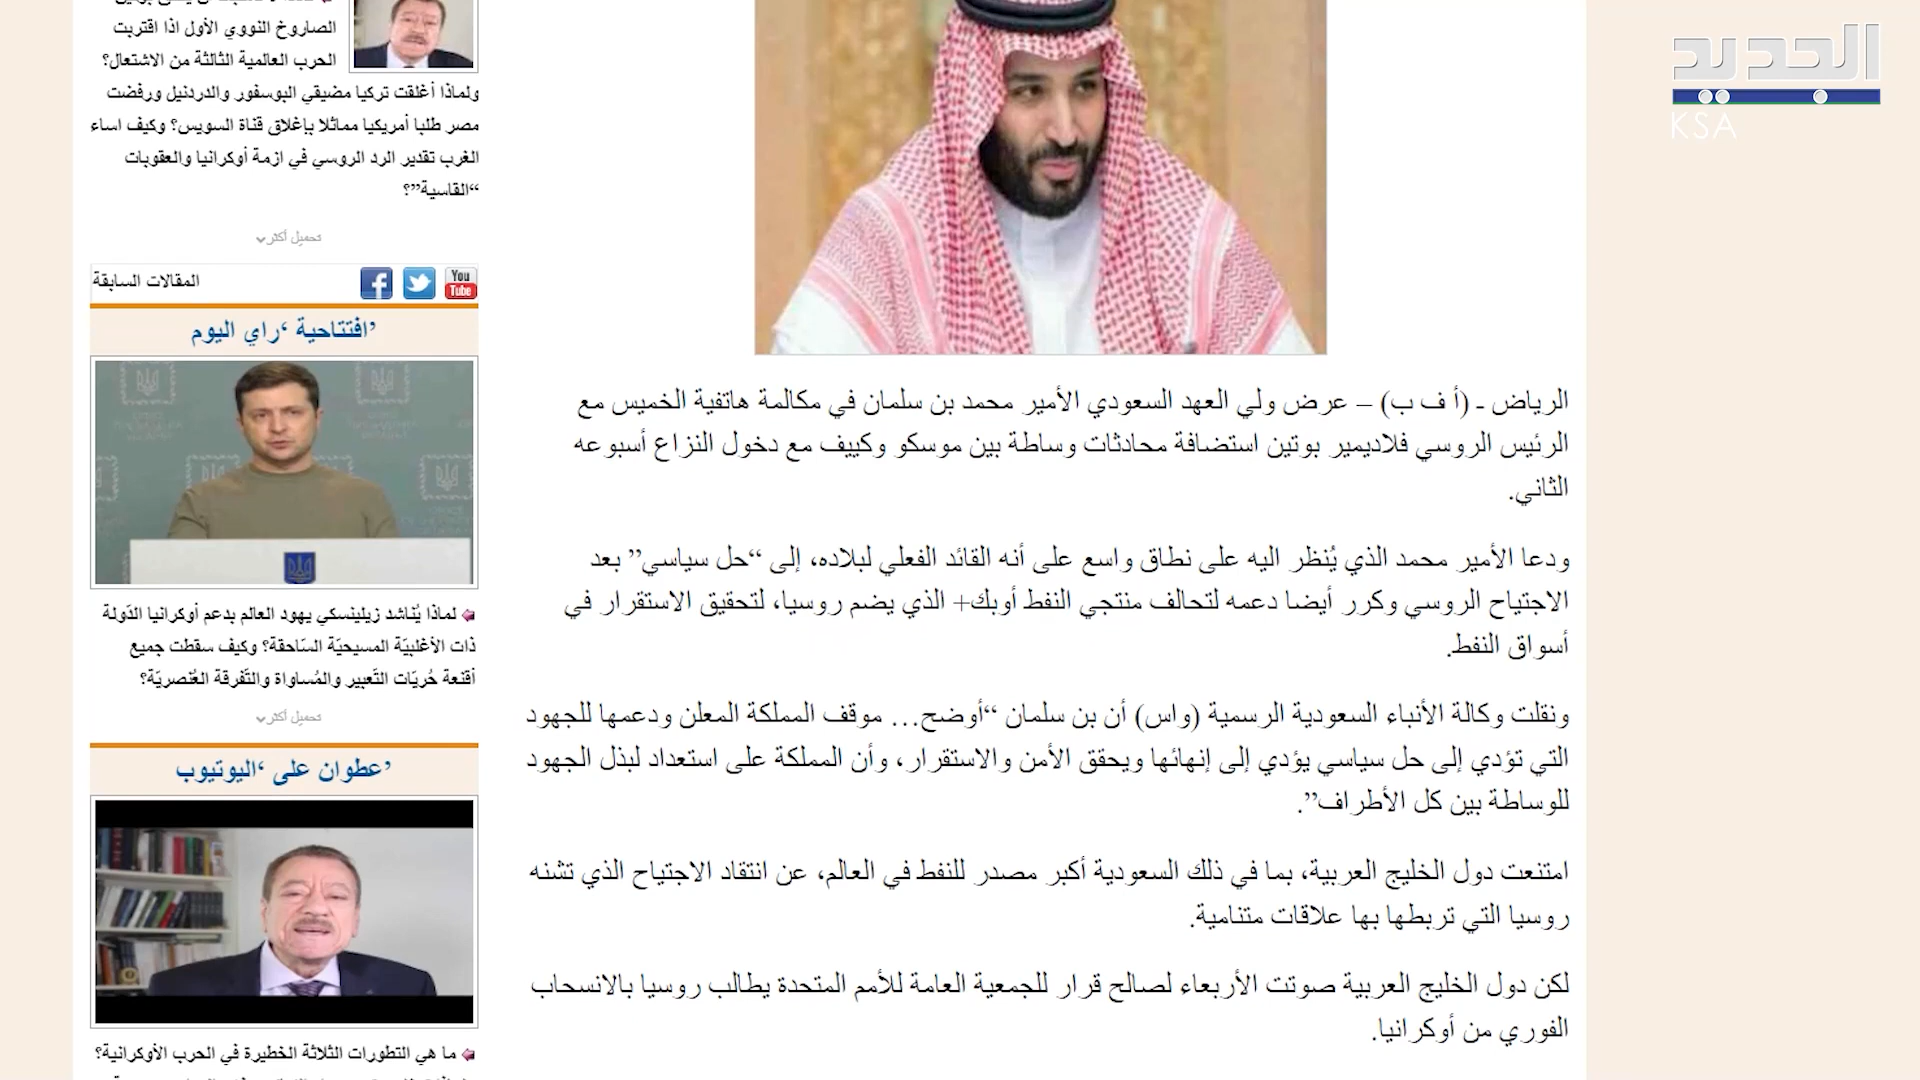 الجديد
KSA
الرياض ـ (أ ف ب) – عرض ولي العهد السعودي الأمير محمد بن سلمان في مكالمة هاتفية الخميس مع
الرئيس الروسي فلاديمير بوتين استضافة محادثات وساطة بين موسكو وكييف مع دخول النزاع أسبوعه
الثاني.
ودعا الأمير محمد الذي يُنظر اليه على نطاق واسع على أنه القائد الفعلي لبلاده، إلى “حل سياسي” بعد
الاجتياح الروسي وكرر أيضا دعمه لتحالف منتجي النفط أوبك+ الذي يضم روسيا، لتحقيق الاستقرار في
أسواق النفط.
ونقلت وكالة الأنباء السعودية الرسمية (واس) أن بن سلمان “أوضح… موقف المملكة المعلن ودعمها للجهود
التي تؤدي إلى حل سياسي يؤدي إلى إنهائها ويحقق الأمن والاستقرار، وأن المملكة على استعداد لبذل الجهود
للوساطة بين كل الأطراف”.
امتنعت دول الخليج العربية، بما في ذلك السعودية أكبر مصدر للنفط في العالم، عن انتقاد الاجتياح الذي تشنه
روسيا التي تربطها بها علاقات متنامية.
لكن دول الخليج العربية صوتت الأربعاء لصالح قرار للجمعية العامة للأمم المتحدة يطالب روسيا بالانسحاب
الفوري من أوكرانيا.
الصاروخ النووي الأول اذا اقتربت
الحرب العالمية الثالثة من الاشتعال؟
ولماذا أغلقت تركيا مضيقي البوسفور والدردنيل ورفضت
مصر طلبا أمريكيا مماثلا بإغلاق قناة السويس؟ وكيف اساء
الغرب تقدير الرد الروسي في ازمة أوكرانيا والعقوبات
“القاسية”؟
تحميل أكثر
You
Tube
المقالات السابقة
افتتاحية ‘راي اليوم’
لماذا يُناشد زيلينسكي يهود العالم بدعم أوكرانيا الدّولة
ذات الأغلبيّة المسيحيّة السّاحقة؟ وكيف سقطت جميع
أقنعة حُريّات التّعبير والمُساواة والتّفرقة العُنصريّة؟
تحميل أكثر
عطوان على ‘اليوتيوب’
ما هي التطورات الثلاثة الخطيرة في الحرب الأوكرانية؟